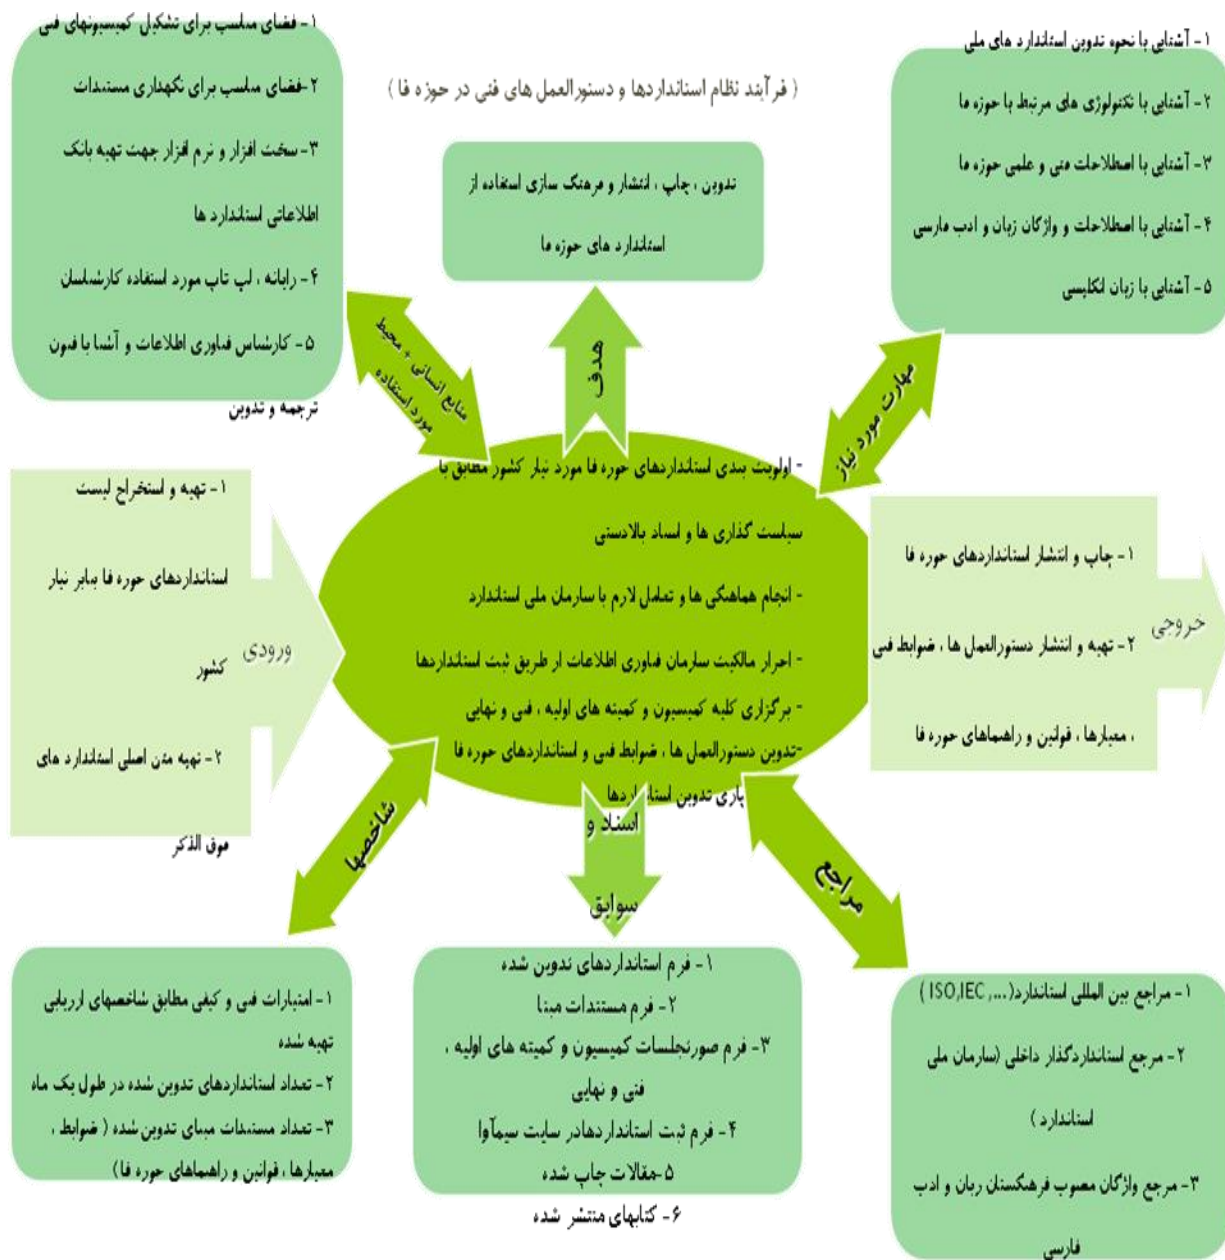 ( فرآیند نظام استانداردها و دستورالعمل های فنی در حوزه فا )
۱- آشنایی با نحوه تدوین استاندارد های ملی
۲- آشنایی با تکنولوژی های مرتبط با حوزه فا
۳- آشنایی با اصطلاحات فنی و علمی حوزه فا
۴- آشنایی با اصطلاحات و واژگان زبان و ادب فارسی
۵- آشنایی با زبان انگلیسی
مهارت مورد نیاز
تدوین ، چاپ ، انتشار و فرهنگ سازی استفاده از
استاندارد های حوزه فا
هدف
۱- فضای مناسب برای تشکیل کمیسیونهای فنی
۲-فضای مناسب برای نگهداری مستندات
۳- سخت افزار و نرم افزار جهت تهیه بانک
اطلاعاتی استاندارد ها
۴- رایانه ، لپ تاپ مورد استفاده کارشناسان
۵- کارشناس فناوری اطلاعات و آشنا با فنون
ترجمه و تدوین
منابع انسانی + محیط
مورد استفاده
۱- تهیه و استخراج لیست
استانداردهای حوزه فا بنابر نیاز
کشور
۲- تهیه متن اصلی استاندارد های
فوق الذکر
ورودی
- اولویت بندی استانداردهای حوزه فا مورد نیاز کشور مطابق با
سیاست گذاری ها و اسناد بالادستی
- انجام هماهنگی ها و تعامل لازم با سازمان ملی استاندارد
- احراز مالکیت سازمان فناوری اطلاعات از طریق ثبت استانداردها
- برگزاری کلیه کمیسیون و کمیته های اولیه ، فنی و نهایی
-تدوین دستورالعمل ها ، ضوابط فنی و استانداردهای حوزه فا
تدوین استانداردها
۱- چاپ و انتشار استانداردهای حوزه فا
۲- تهیه و انتشار دستورالعمل ها ، ضوابط فنی
، معیارها ، قوانین و راهنماهای حوزه فا
خروجی
مراجع
۱- مراجع بین المللی استاندارد(... ,ISO,IEC )
۲- مرجع استانداردگذار داخلی (سازمان ملی
استاندارد )
۳- مرجع واژگان مصوب فرهنگستان زبان و ادب
فارسی
اسناد و
سوابق
۱- فرم استانداردهای تدوین شده
۲- فرم مستندات مبنا
۳- فرم صورتجلسات کمیسیون و کمیته های اولیه ،
فنی و نهایی
۴- فرم ثبت استانداردهادر سایت سیمآوا
۵-مقالات چاپ شده
۶- کتابهای منتشر شده
شاخصها
۱- امتیازات فنی و کیفی مطابق شاخصهای ارزیابی
تهیه شده
۲- تعداد استانداردهای تدوین شده در طول یک ماه
۳- تعداد مستندات مبنای تدوین شده ( ضوابط ،
معیارها ، قوانین و راهنماهای حوزه فا)